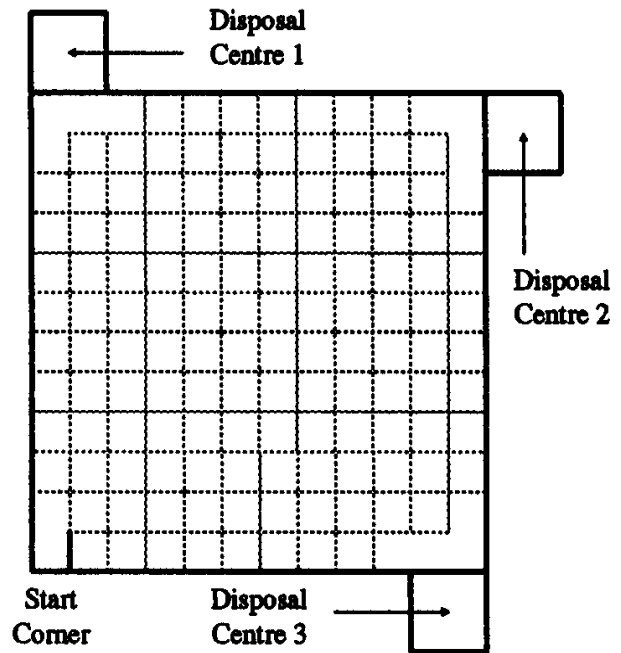 Disposal
Centre 1
Disposal
Centre 2
Start
Corner
Disposal
Centre 3